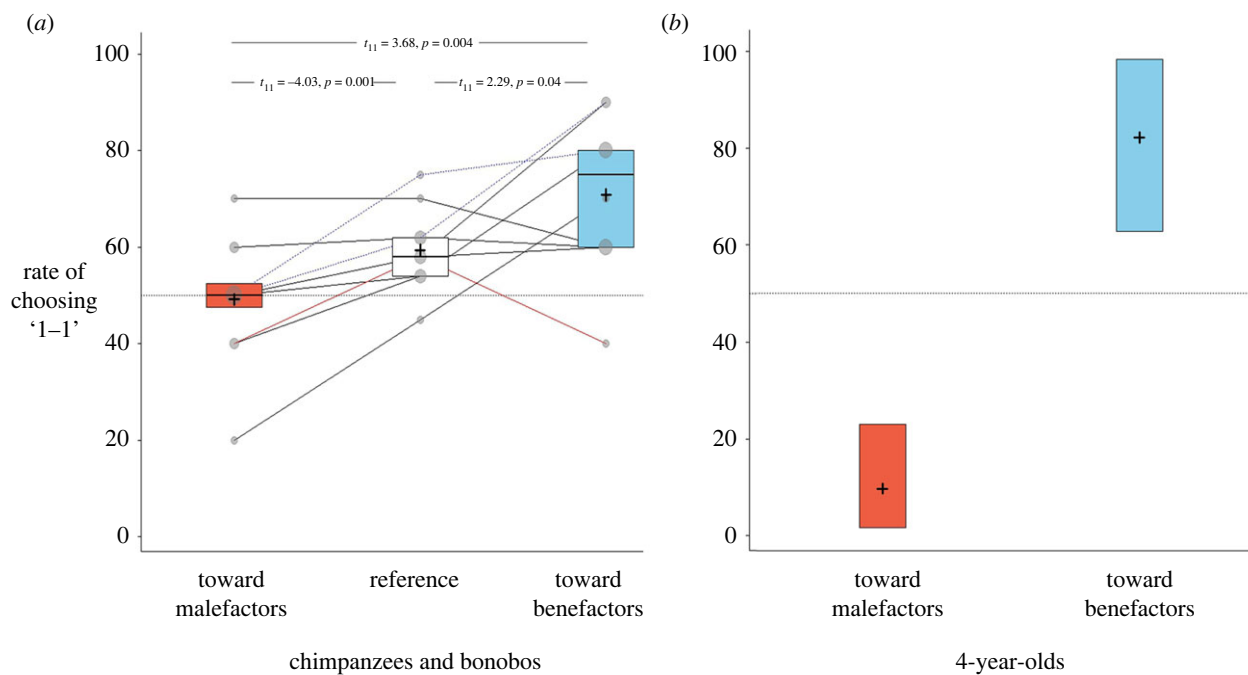 (a)
(b)
100
80
60
40
20
0
rate of
choosing
‘1–1’
t11 = 3.68, p = 0.004
t11 = –4.03, p = 0.001
t11 = 2.29, p = 0.04
toward
malefactors
reference
toward
benefactors
chimpanzees and bonobos
100
80
60
40
20
0
toward
malefactors
toward
benefactors
4-year-olds